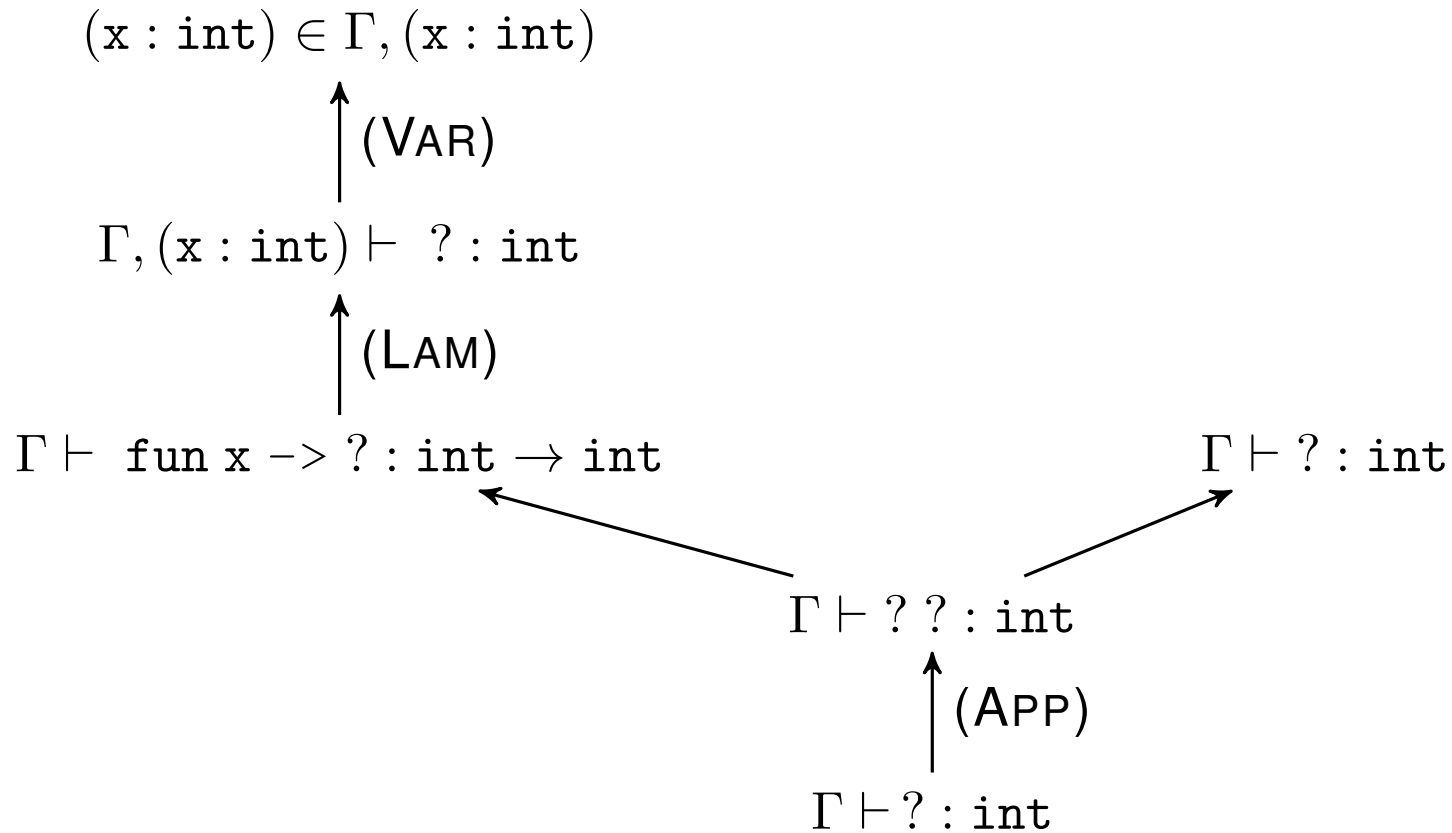 (x : int) ∈ Γ, (x : int)
(VAR)
Γ, (x : int) ⊢ ? : int
(LAM)
Γ ⊢ fun x -> ? : int → int
Γ ⊢ ? : int
Γ ⊢ ? ? : int
(APP)
Γ ⊢ ? : int